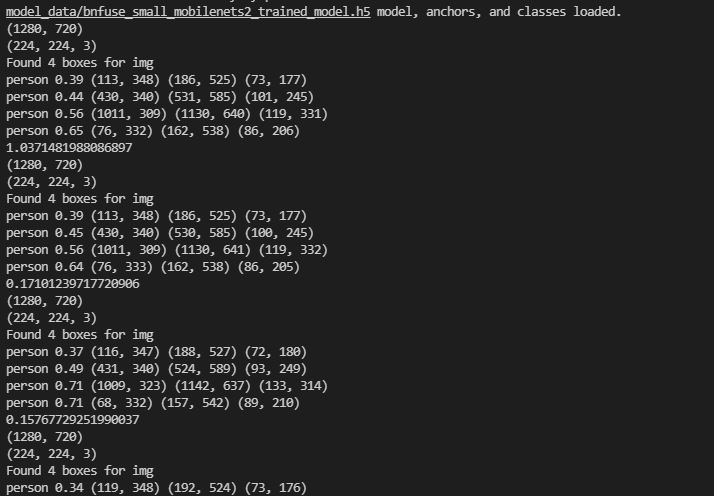 model_data/bnfuse_small_mobilenets2_trained_model.h5 model, anchors, and classes loaded.
(1280, 720)
(224, 224, 3)
Found 4 boxes for img
person 0.39 (113, 348) (186, 525) (73, 177)
person 0.44 (430, 340) (531, 585) (101, 245)
person 0.56 (1011, 309) (1130, 640) (119, 331)
person 0.65 (76, 332) (162, 538) (86, 206)
1.0371481988086897
(1280, 720)
(224, 224, 3)
Found 4 boxes for img
person 0.39 (113, 348) (186, 525) (73, 177)
person 0.45 (430, 340) (530, 585) (100, 245)
person 0.56 (1011, 309) (1130, 641) (119, 332)
person 0.64 (76, 333) (162, 538) (86, 205)
0.17101239717720906
(1280, 720)
(224, 224, 3)
Found 4 boxes for img
person 0.37 (116, 347) (188, 527) (72, 180)
person 0.49 (431, 340) (524, 589) (93, 249)
person 0.71 (1009, 323) (1142, 637) (133, 314)
person 0.71 (68, 332) (157, 542) (89, 210)
0.15767729251990037
(1280, 720)
(224, 224, 3)
Found 4 boxes for img
person 0.34 (119, 348) (192, 524) (73, 176)